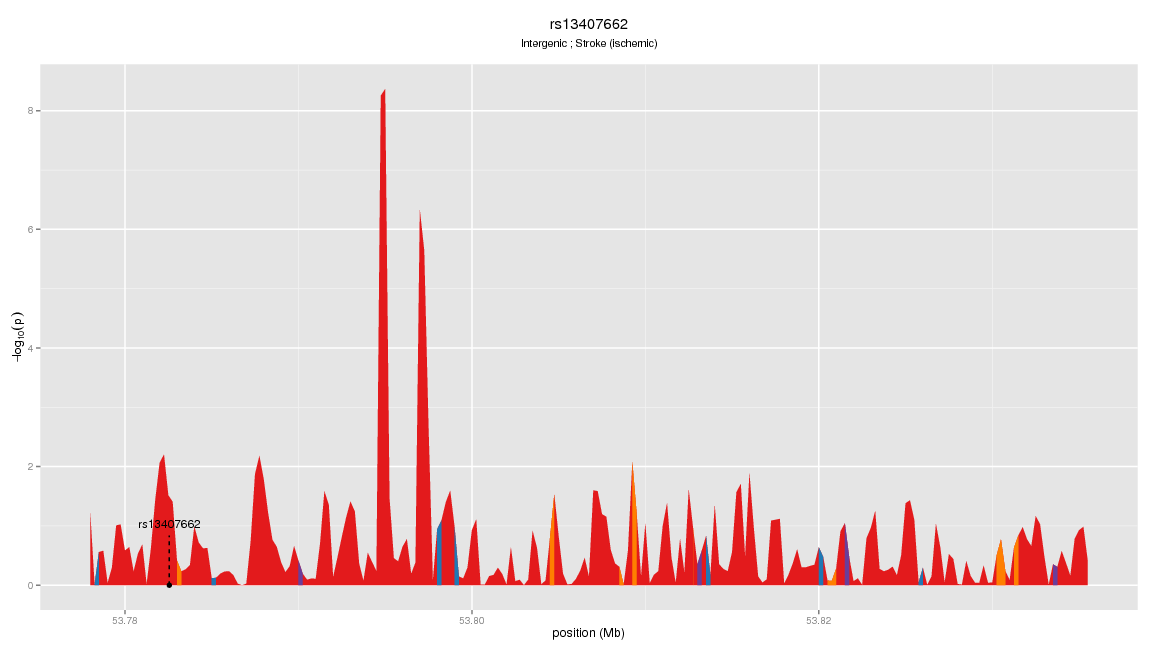 rs13407662
Intergenic ; Stroke (ischemic)
8
6
4
2
0
−log10(p)
rs13407662
53.78
53.80
53.82
position (Mb)